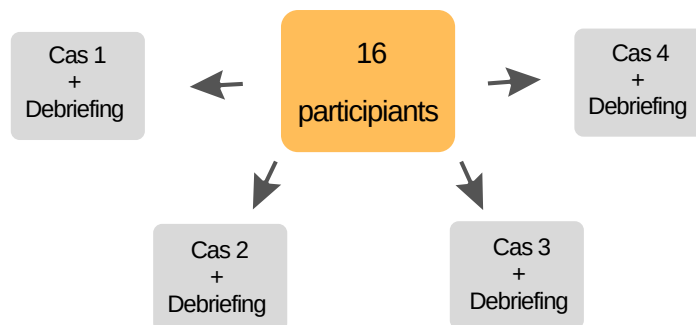 16
participiants
Cas 1
+
Debriefing
Cas 2
+
Debriefing
Cas 3
+
Debriefing
Cas 4
+
Debriefing